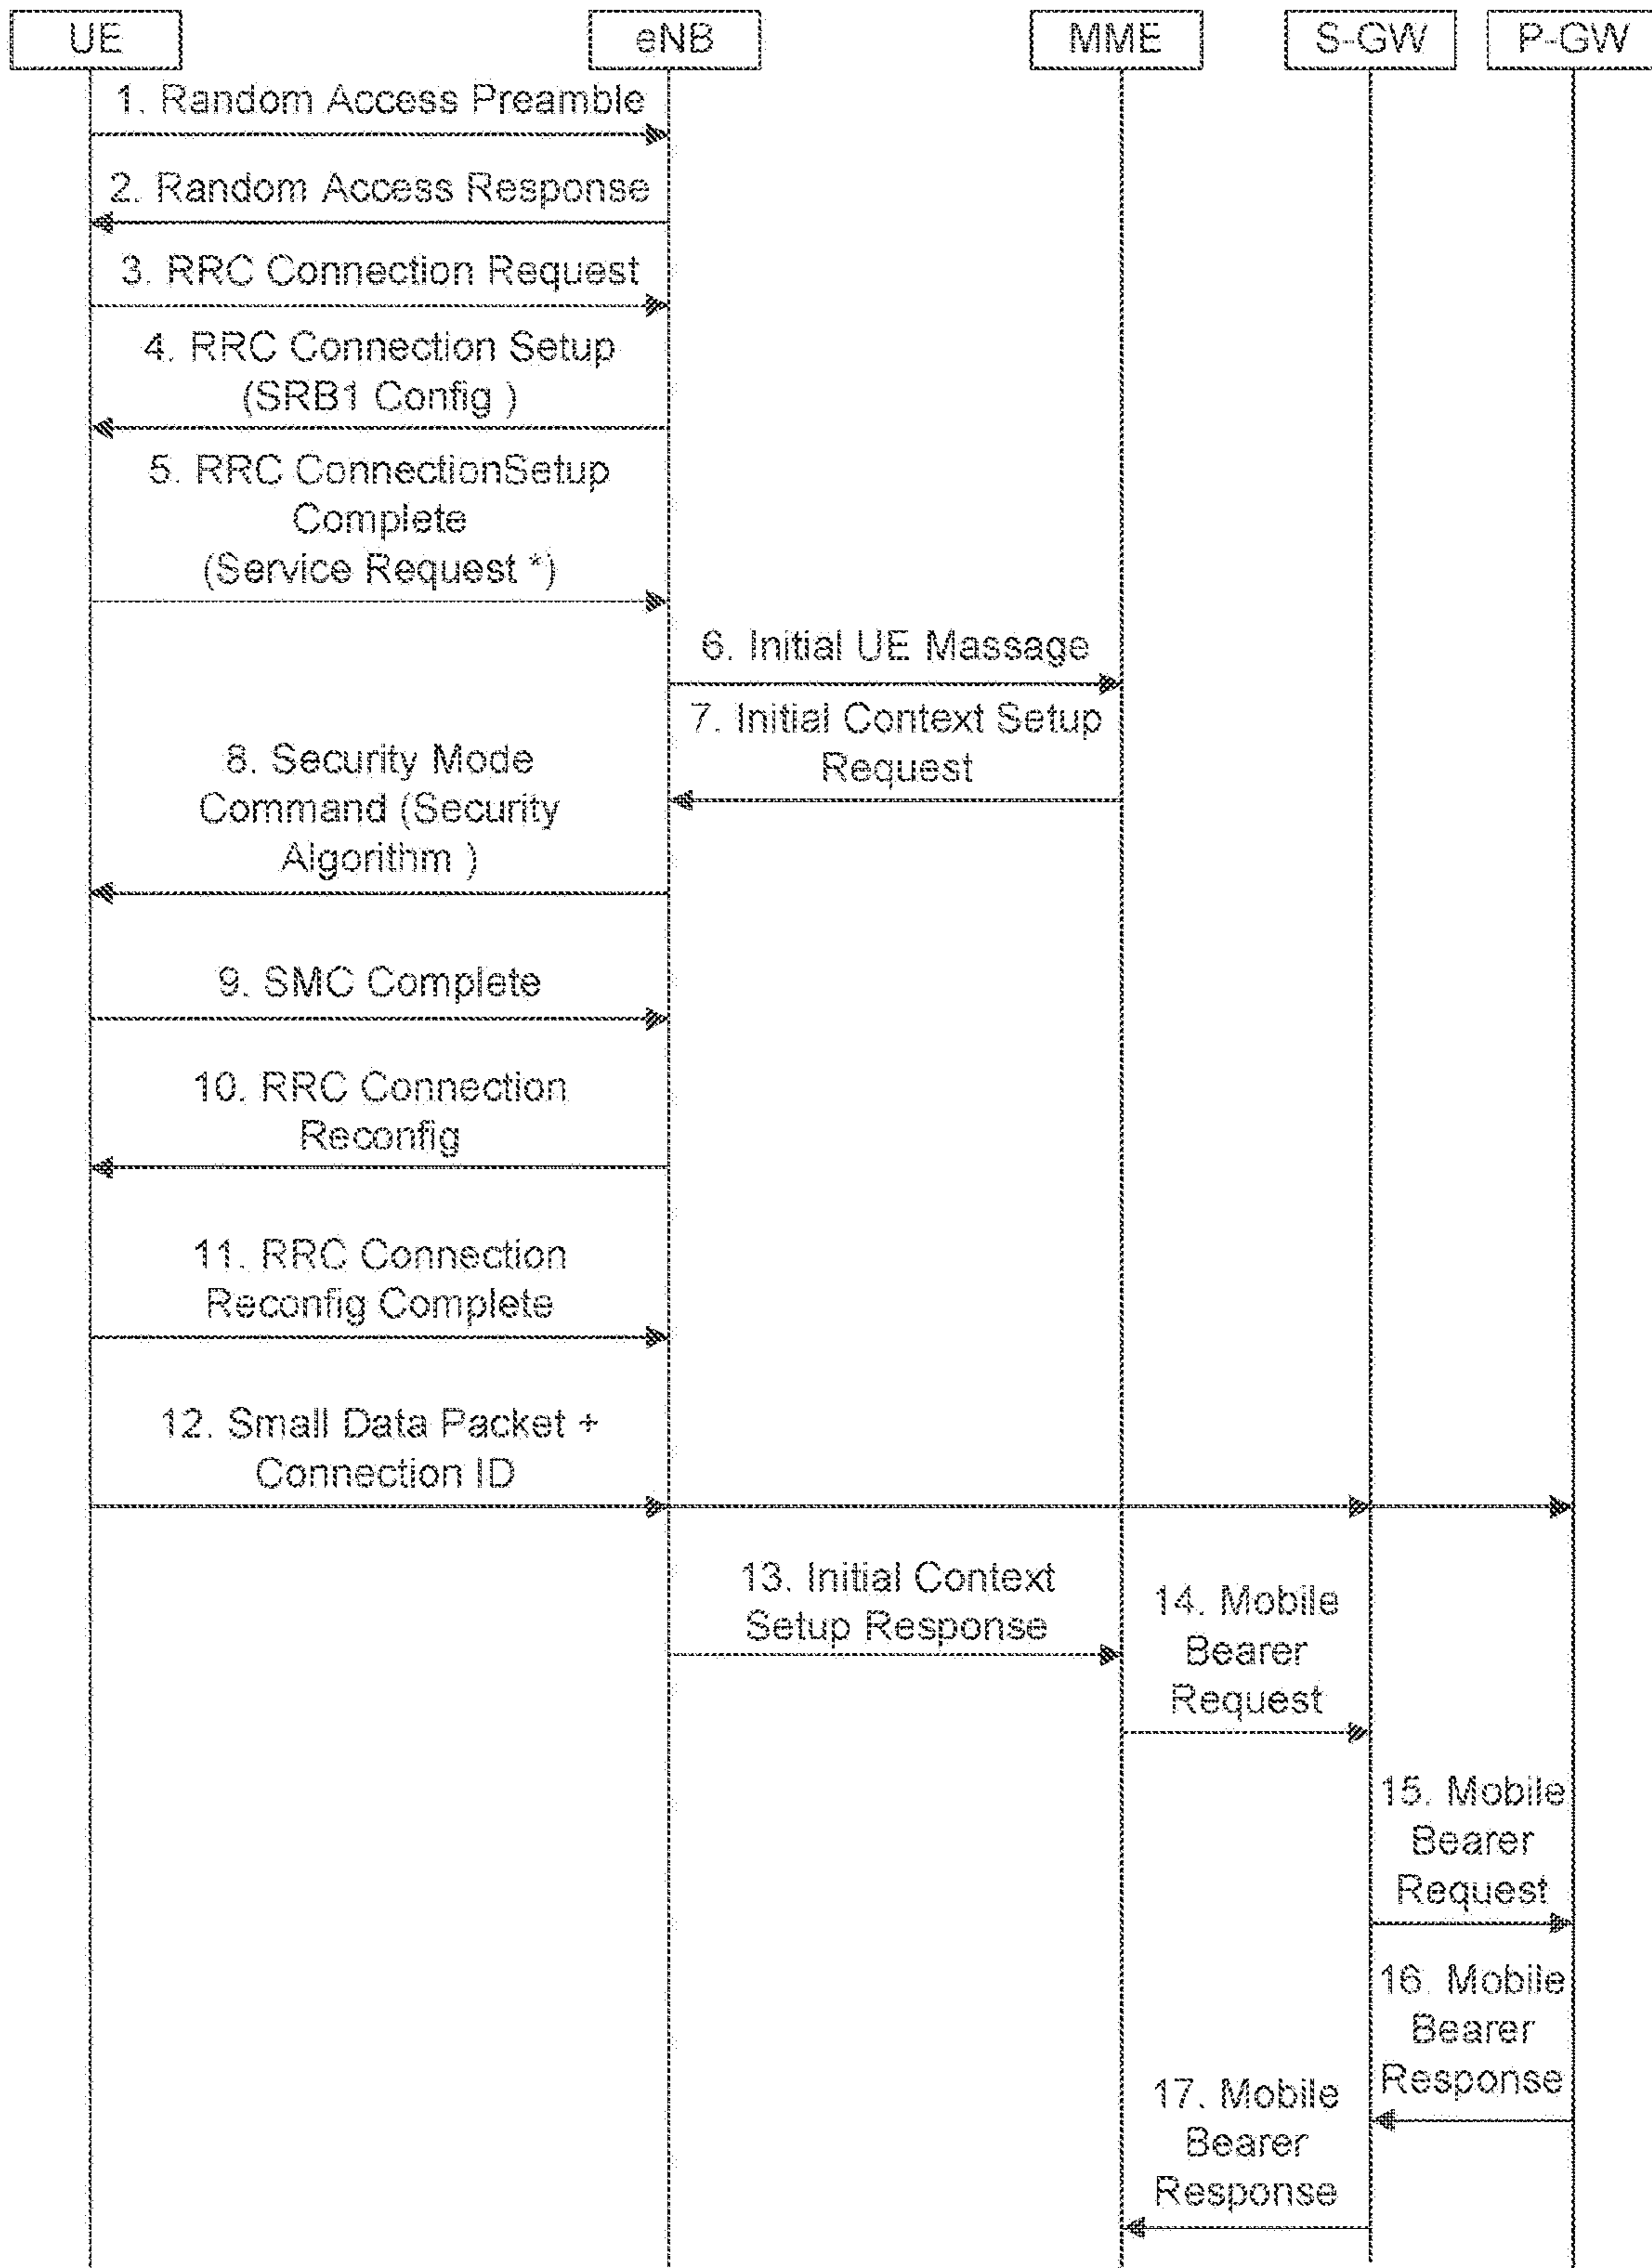 UE
eNB
MME
S-GW
P-GW
1. Random Access Preamble
2. Random Access Response
3. RRC Connection Request
4. RRC Connection Setup
(SRB1 Config )
5. RRC ConnectionSetup
Complete
(Service Request *)
6. Initial UE Massage
7. Initial Context Setup
Request
8. Security Mode
Command (Security
Algorithm )
9. SMC Complete
10. RRC Connection
Reconfig
11. RRC Connection
Reconfig Complete
12. Small Data Packet +
Connection ID
13. Initial Context
Setup Response
14. Mobile
Bearer
Request
15. Mobile
Bearer
Request
16. Mobile
Bearer
Response
17. Mobile
Bearer
Response